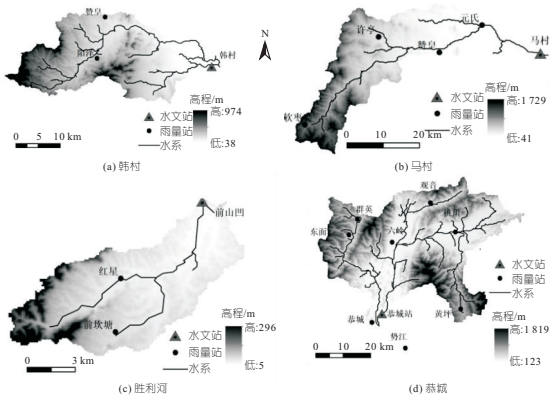 赞皇
阳泽
韩村
N
高程/m
高:974
低:38
水文站
雨量站
水系
0 5 10 km
(a) 韩村
元氏
许亭
赞皇
马村
高程/m
高:1 729
低:41
水文站
雨量站
水系
0 10 20 km
(b) 马村
前山凹
红星
前坎塘
高程/m
高:296
低:5
水文站
雨量站
水系
0 3 km
(c) 胜利河
观音
群英
东面
六岭
恭城
恭城站
黄坪
势江
水文站
雨量站
水系
高程/m
高:1 819
低:123
0 10 20 km
(d) 恭城